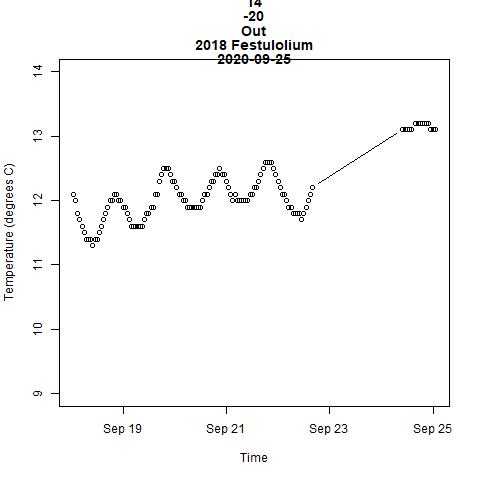 14
-20
Out
2018 Festulolium
2020-09-25
14
13
12
11
10
9
Temperature (degrees C)
Sep 19
Sep 21
Sep 23
Sep 25
Time